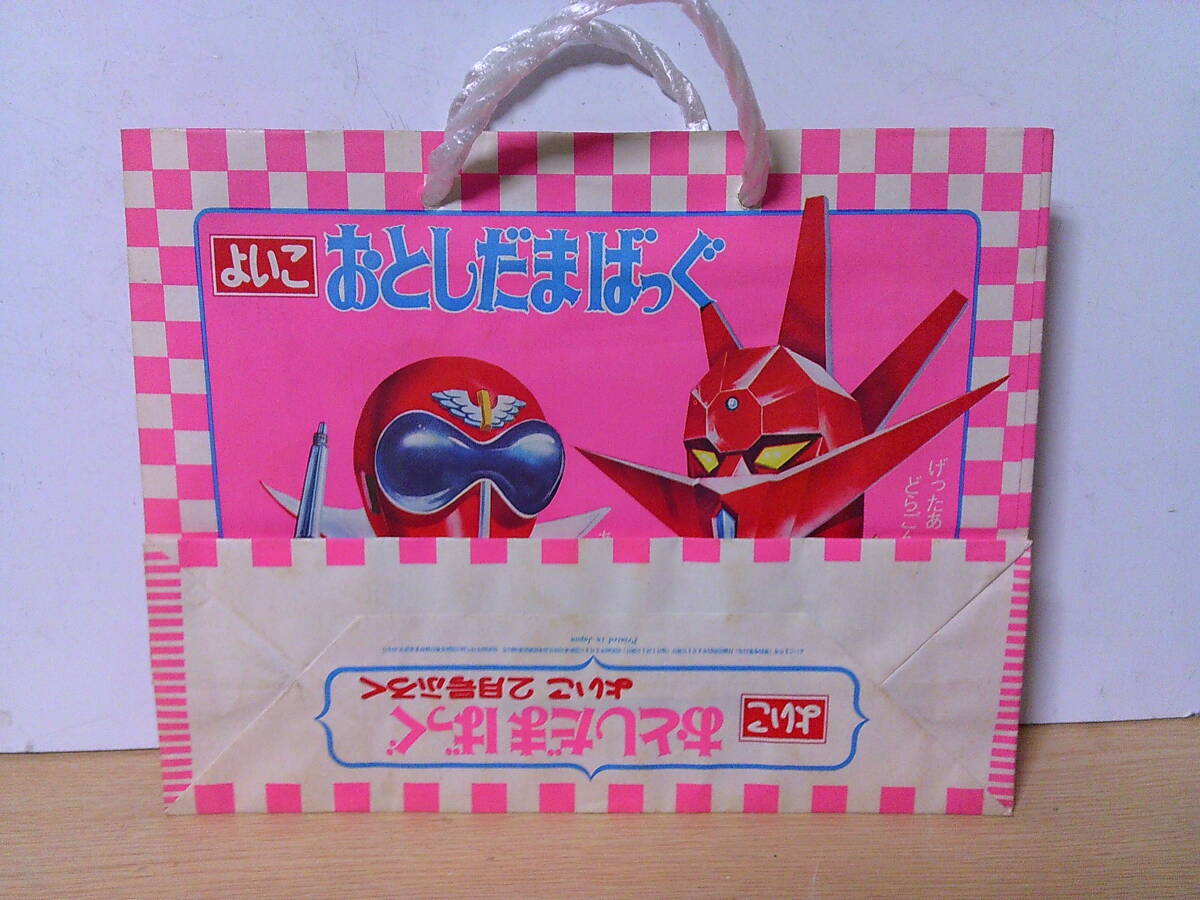 よいこ おとしだまばっぐ
げったあ
どらご
Printed in Japan
よいこ 2月号ふろく
よいこ おとしだまばっぐ